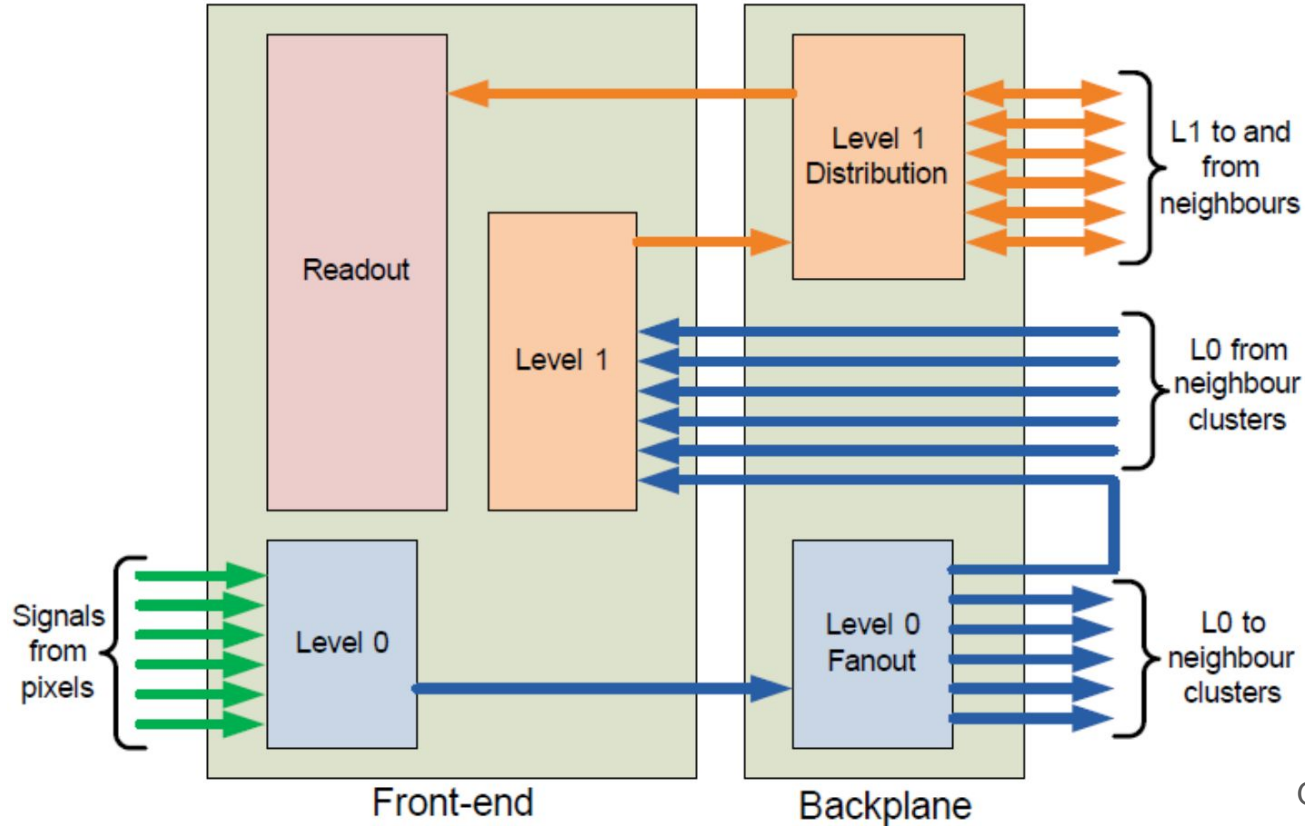 Readout
Level 1
Distribution
L1 to and
from
neighbours
Level 1
L0 from
neighbour
clusters
Signals
from
pixels
Level 0
Level 0
Fanout
L0 to
neighbour
clusters
Front-end
Backplane